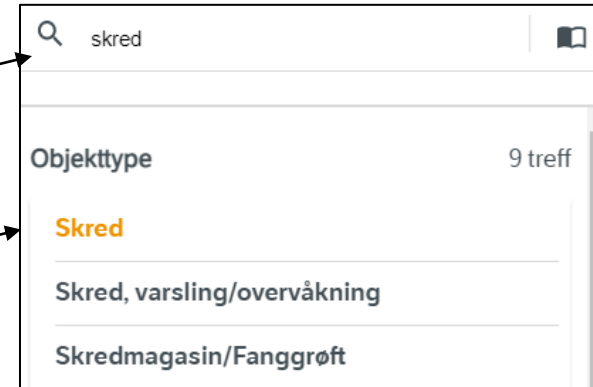 skred
Objekttype 9 treff
Skred
Skred, varsling/overvåkning
Skredmagasin/Fanggrøft